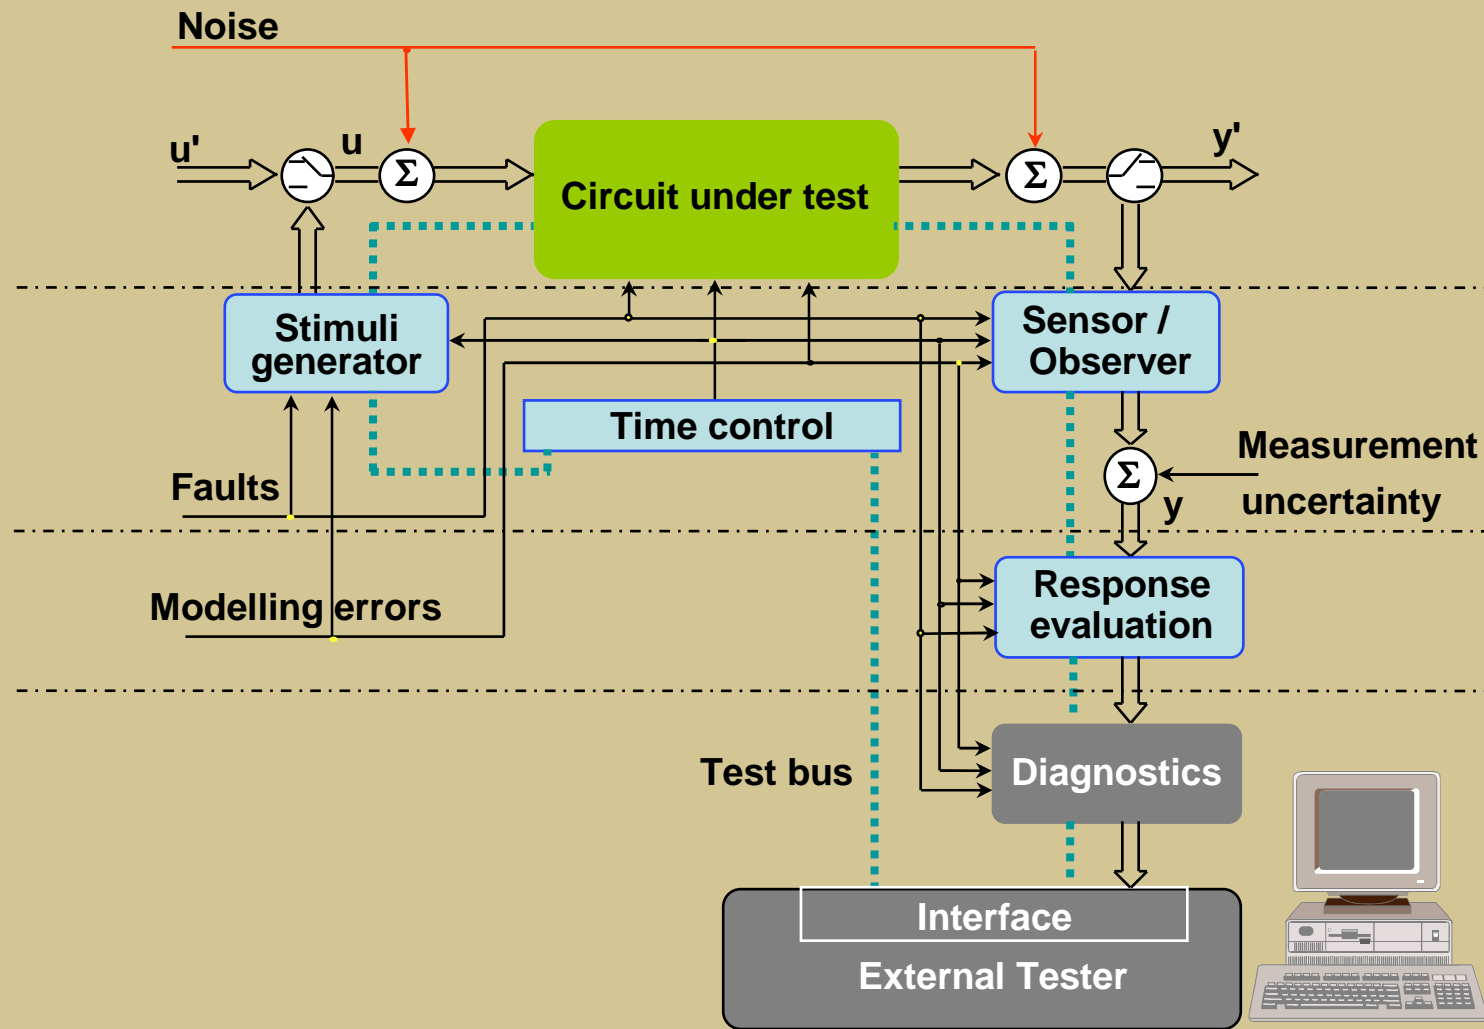 Noise
u'
u
Σ
Circuit under test
Σ
y'
Stimuli
generator
Sensor /
Observer
Time control
Measurement
uncertainty
Σ
y
Faults
Modelling errors
Response
evaluation
Test bus
Diagnostics
Interface
External Tester